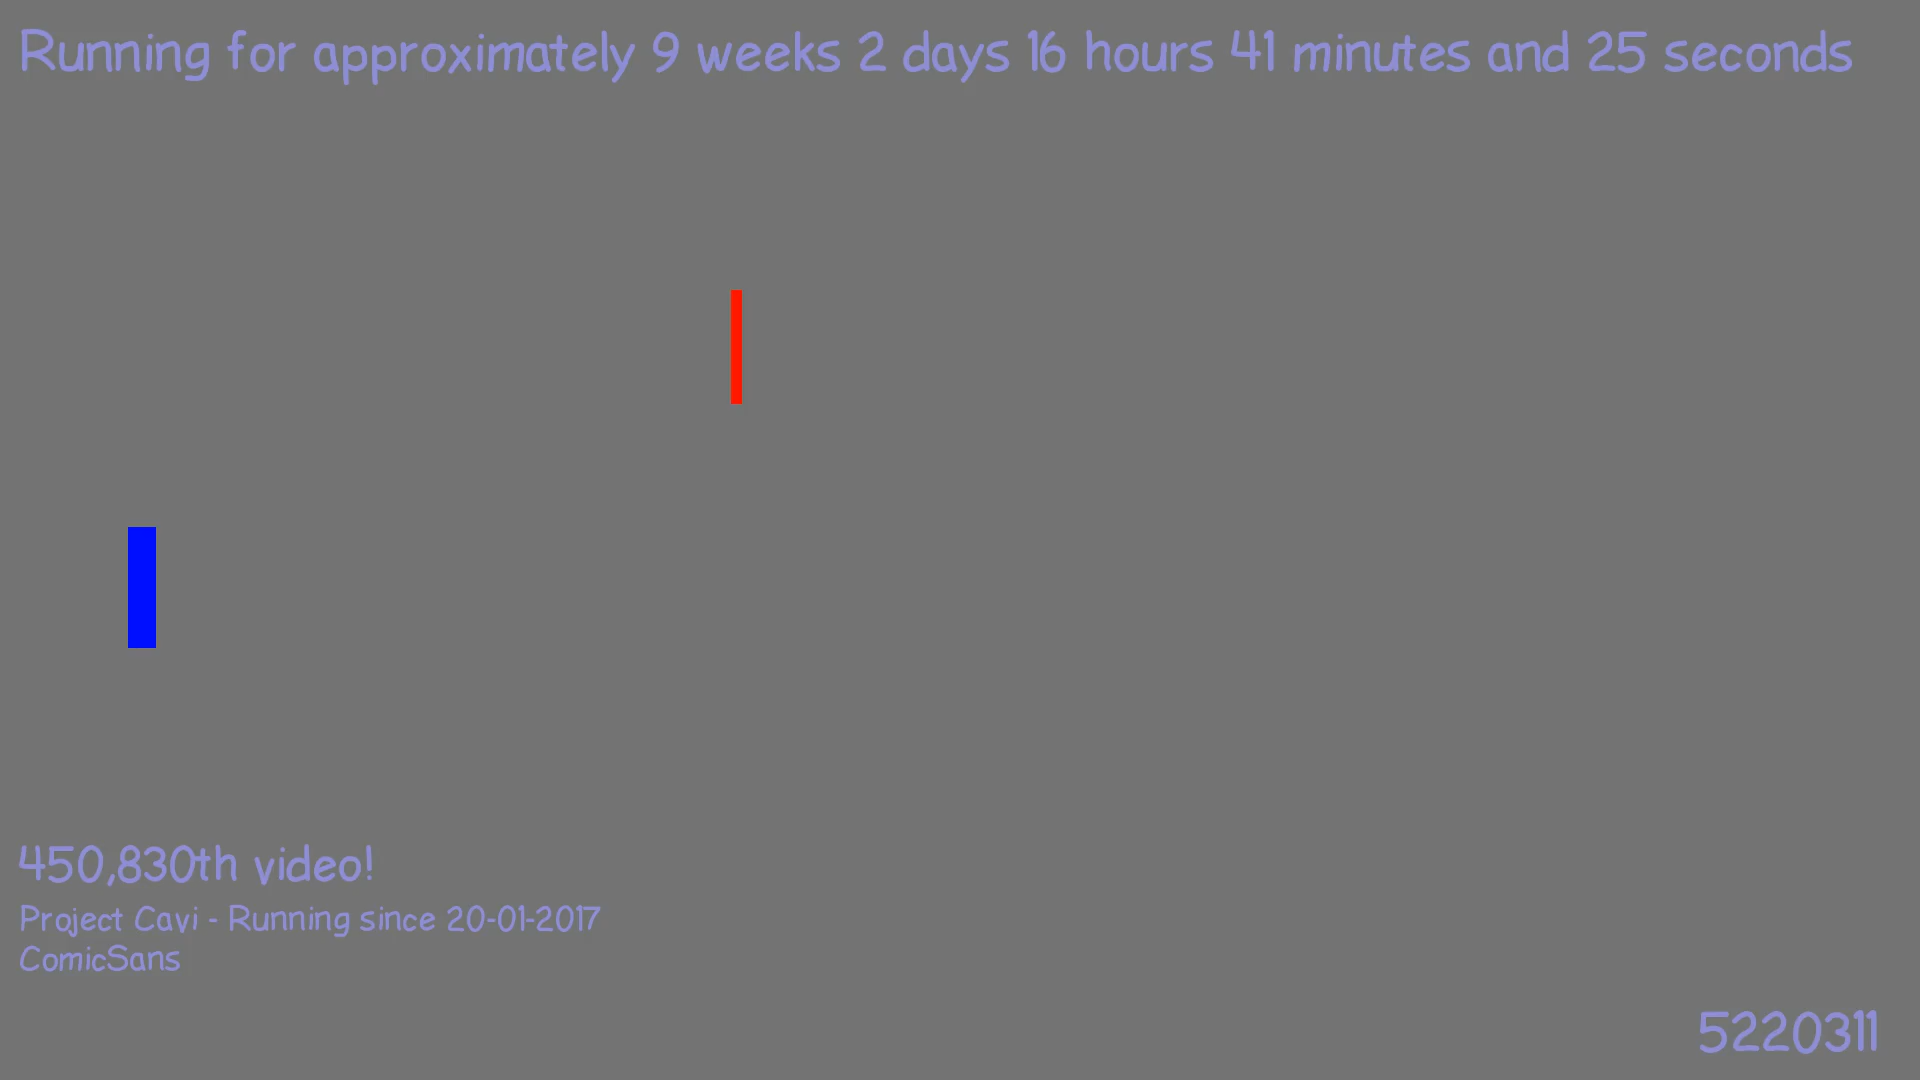 Running for approximately 9 weeks 2 days 16 hours 41 minutes and 25 seconds
450,830th video!
Project Cavi - Running since 20-01-2017
ComicSans
5220311